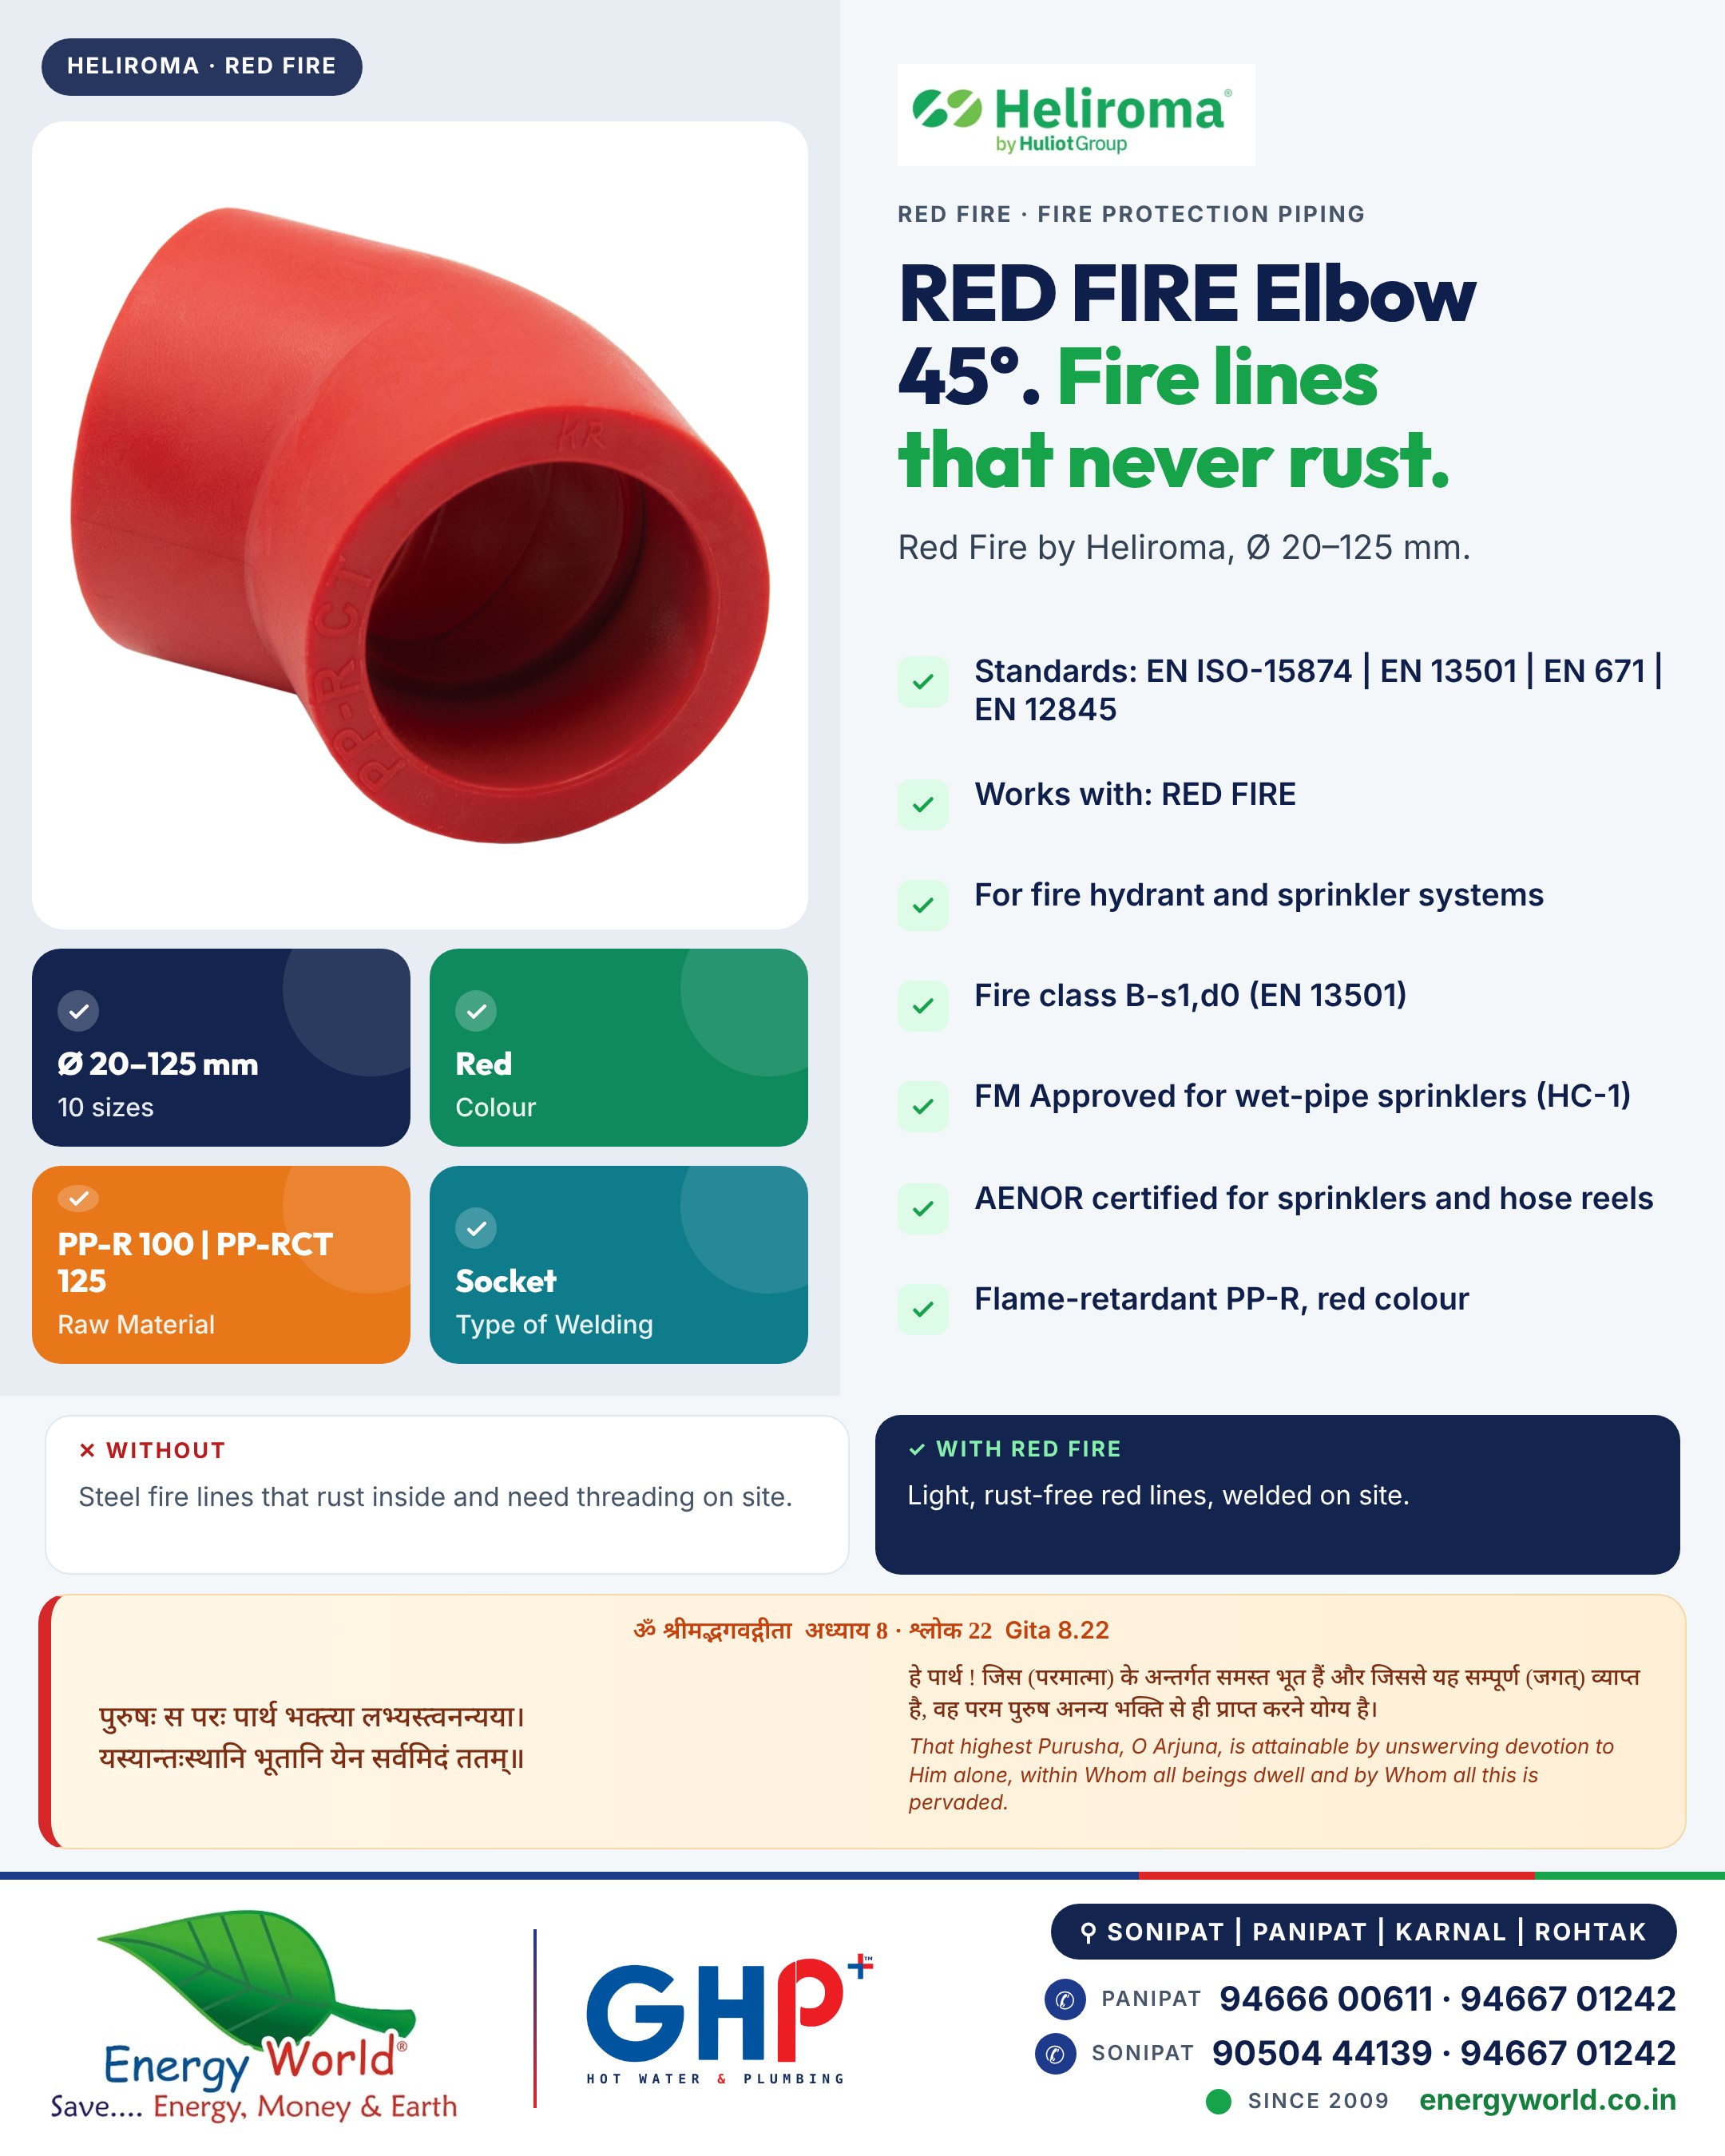 HELIROMA · RED FIRE
KR
PP-RCT
Ø 20–125 mm
10 sizes
Red
Colour
PP-R 100 | PP-RCT
125
Raw Material
Socket
Type of Welding
Heliroma®
by HuliotGroup
RED FIRE · FIRE PROTECTION PIPING
RED FIRE Elbow
45°. Fire lines
that never rust.
Red Fire by Heliroma, Ø 20–125 mm.
Standards: EN ISO-15874 | EN 13501 | EN 671 |
EN 12845
Works with: RED FIRE
For fire hydrant and sprinkler systems
Fire class B-s1,d0 (EN 13501)
FM Approved for wet-pipe sprinklers (HC-1)
AENOR certified for sprinklers and hose reels
Flame-retardant PP-R, red colour
✕ WITHOUT
Steel fire lines that rust inside and need threading on site.
✓ WITH RED FIRE
Light, rust-free red lines, welded on site.
ॐ श्रीमद्भगवद्गीता अध्याय 8 · श्लोक 22 Gita 8.22
पुरुषः स परः पार्थ भक्त्या लभ्यस्त्वनन्यया।
यस्यान्तःस्थानि भूतानि येन सर्वमिदं ततम्॥
हे पार्थ ! जिस (परमात्मा) के अन्तर्गत समस्त भूत हैं और जिससे यह सम्पूर्ण (जगत्) व्याप्त
है, वह परम पुरुष अनन्य भक्ति से ही प्राप्त करने योग्य है।
That highest Purusha, O Arjuna, is attainable by unswerving devotion to
Him alone, within Whom all beings dwell and by Whom all this is
pervaded.
Energy World®
Save.... Energy, Money & Earth
GHP+™
HOT WATER & PLUMBING
SONIPAT | PANIPAT | KARNAL | ROHTAK
PANIPAT 94666 00611 · 94667 01242
SONIPAT 90504 44139 · 94667 01242
SINCE 2009 energyworld.co.in